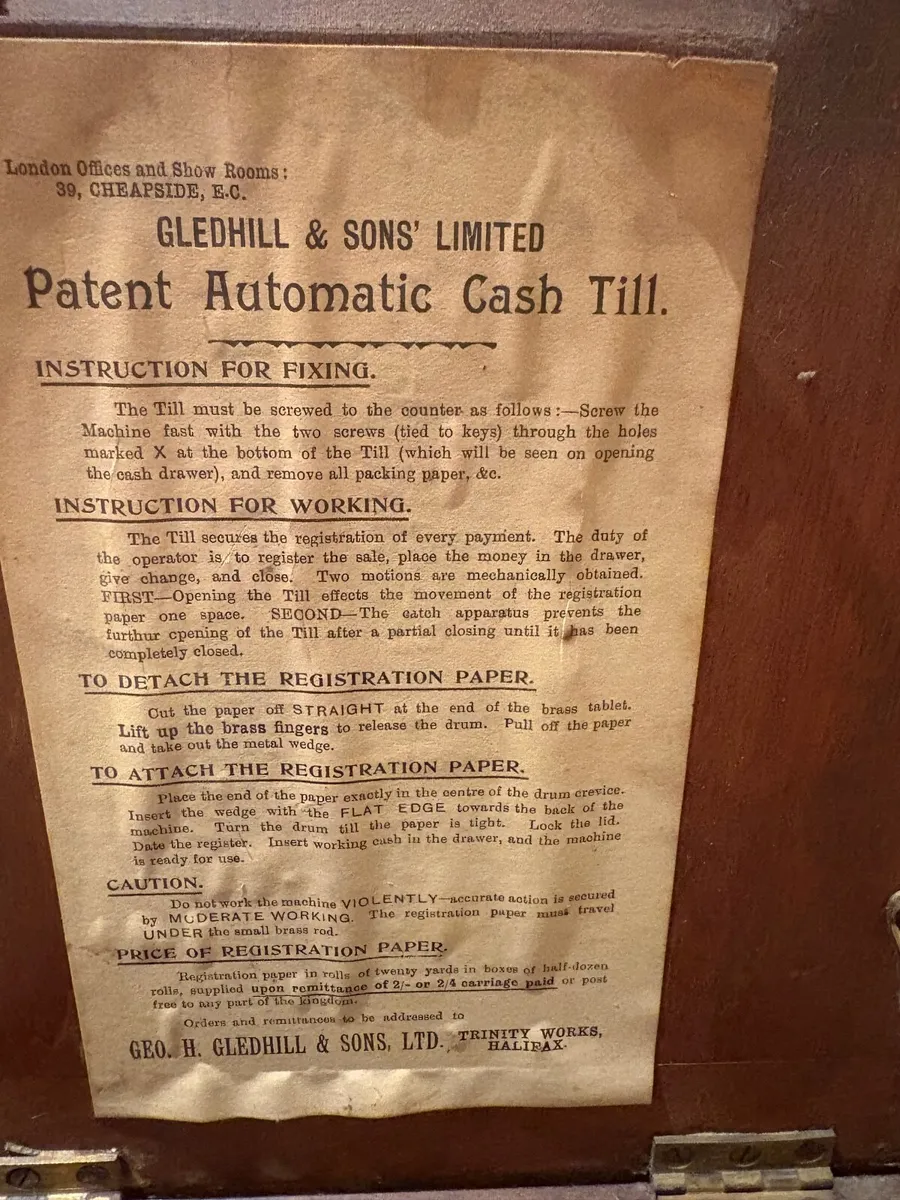 London Offices and Show Rooms:
39, CHEAPSIDE, E.C.
GLEDHILL & SONS' LIMITED
Patent Automatic Cash Till.
INSTRUCTION FOR FIXING.
The Till must be screwed to the counter as follows:—Screw the
Machine fast with the two screws (tied to keys) through the holes
marked X at the bottom of the Till (which will be seen on opening
the cash drawer), and remove all packing paper, &c.
INSTRUCTION FOR WORKING.
The Till secures the registration of every payment. The duty of
the operator is to register the sale, place the money in the drawer,
give change, and close. Two motions are mechanically obtained.
FIRST—Opening the Till effects the movement of the registration
paper one space. SECOND—The catch apparatus prevents the
furthur opening of the Till after a partial closing until it has been
completely closed.
TO DETACH THE REGISTRATION PAPER.
Cut the paper off STRAIGHT at the end of the brass tablet.
Lift up the brass fingers to release the drum. Pull off the paper
and take out the metal wedge.
TO ATTACH THE REGISTRATION PAPER.
Place the end of the paper exactly in the centre of the drum crevice.
Insert the wedge with the FLAT EDGE towards the back of the
machine. Turn the drum till the paper is tight. Lock the lid.
Date the register. Insert working cash in the drawer, and the machine
is ready for use.
CAUTION.
Do not work the machine VIOLENTLY—accurate action is secured
by MODERATE WORKING. The registration paper must travel
UNDER the small brass rod.
PRICE OF REGISTRATION PAPER.
Registration paper in rolls of twenty yards in boxes of half-dozen
rolls, supplied upon remittance of 2/- or 2/4 carriage paid or post
free to any part of the kingdom.
Orders and remittances to be addressed to
GEO. H. GLEDHILL & SONS, LTD., TRINITY WORKS,
HALIFAX.